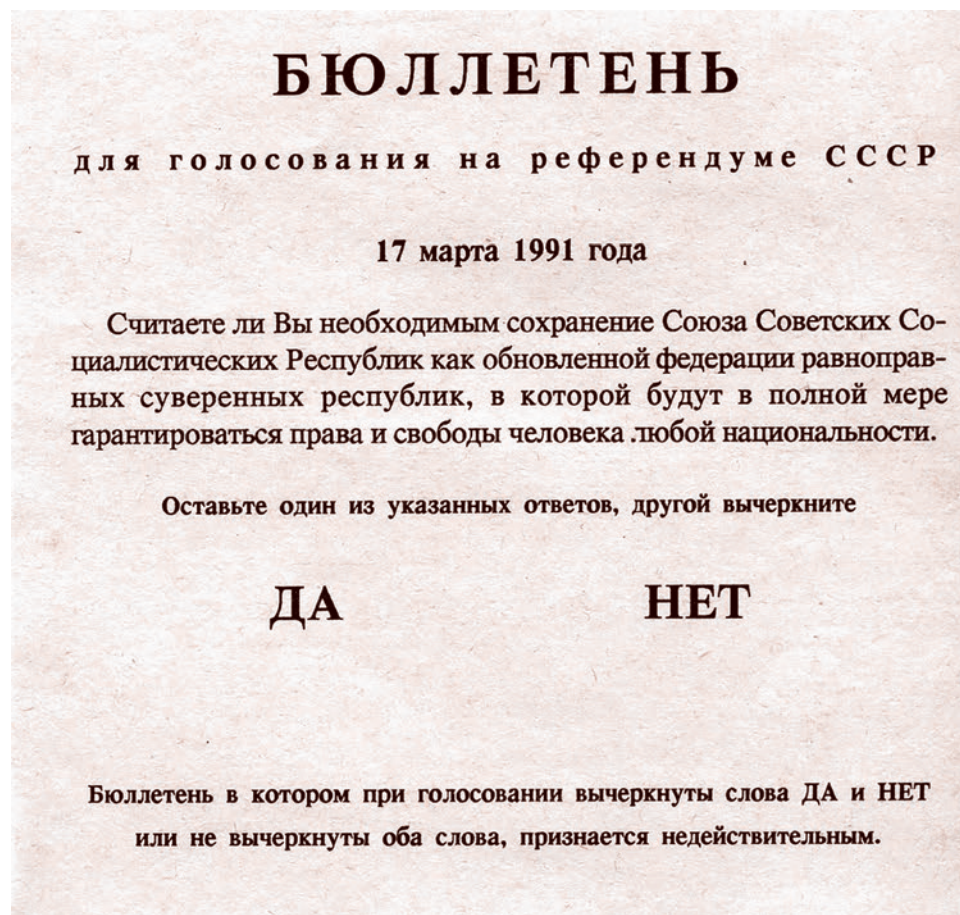 БЮЛЛЕТЕНЬ
для голосования на референдуме СССР
17 марта 1991 года
Считаете ли Вы необходимым сохранение Союза Советских Со-
циалистических Республик как обновленной федерации равноправ-
ных суверенных республик, в которой будут в полной мере
гарантироваться права и свободы человека любой национальности.
Оставьте один из указанных ответов, другой вычеркните
ДА НЕТ
Бюллетень в котором при голосовании вычеркнуты слова ДА и НЕТ
или не вычеркнуты оба слова, признается недействительным.